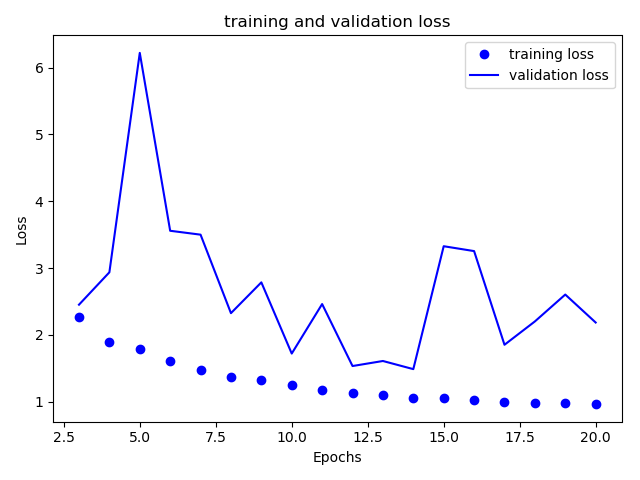 training and validation loss
training loss
validation loss
6
5
4
3
2
1
Loss
2.5 5.0 7.5 10.0 12.5 15.0 17.5 20.0
Epochs